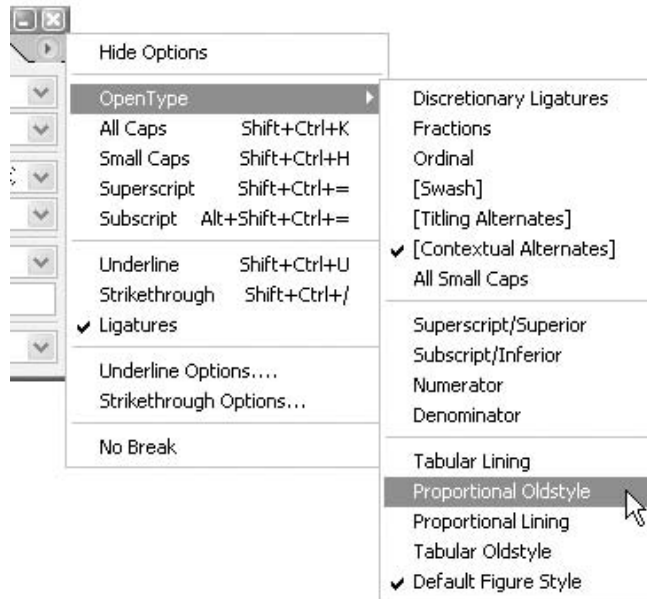 Hide Options
OpenType
All Caps Shift+Ctrl+K
Small Caps Shift+Ctrl+H
Superscript Shift+Ctrl+=
Subscript Alt+Shift+Ctrl+=
Underline Shift+Ctrl+U
Strikethrough Shift+Ctrl+/
Ligatures
Underline Options....
Strikethrough Options...
No Break
Discretionary Ligatures
Fractions
Ordinal
[Swash]
[Titling Alternates]
[Contextual Alternates]
All Small Caps
Superscript/Superior
Subscript/Inferior
Numerator
Denominator
Tabular Lining
Proportional Oldstyle
Proportional Lining
Tabular Oldstyle
Default Figure Style